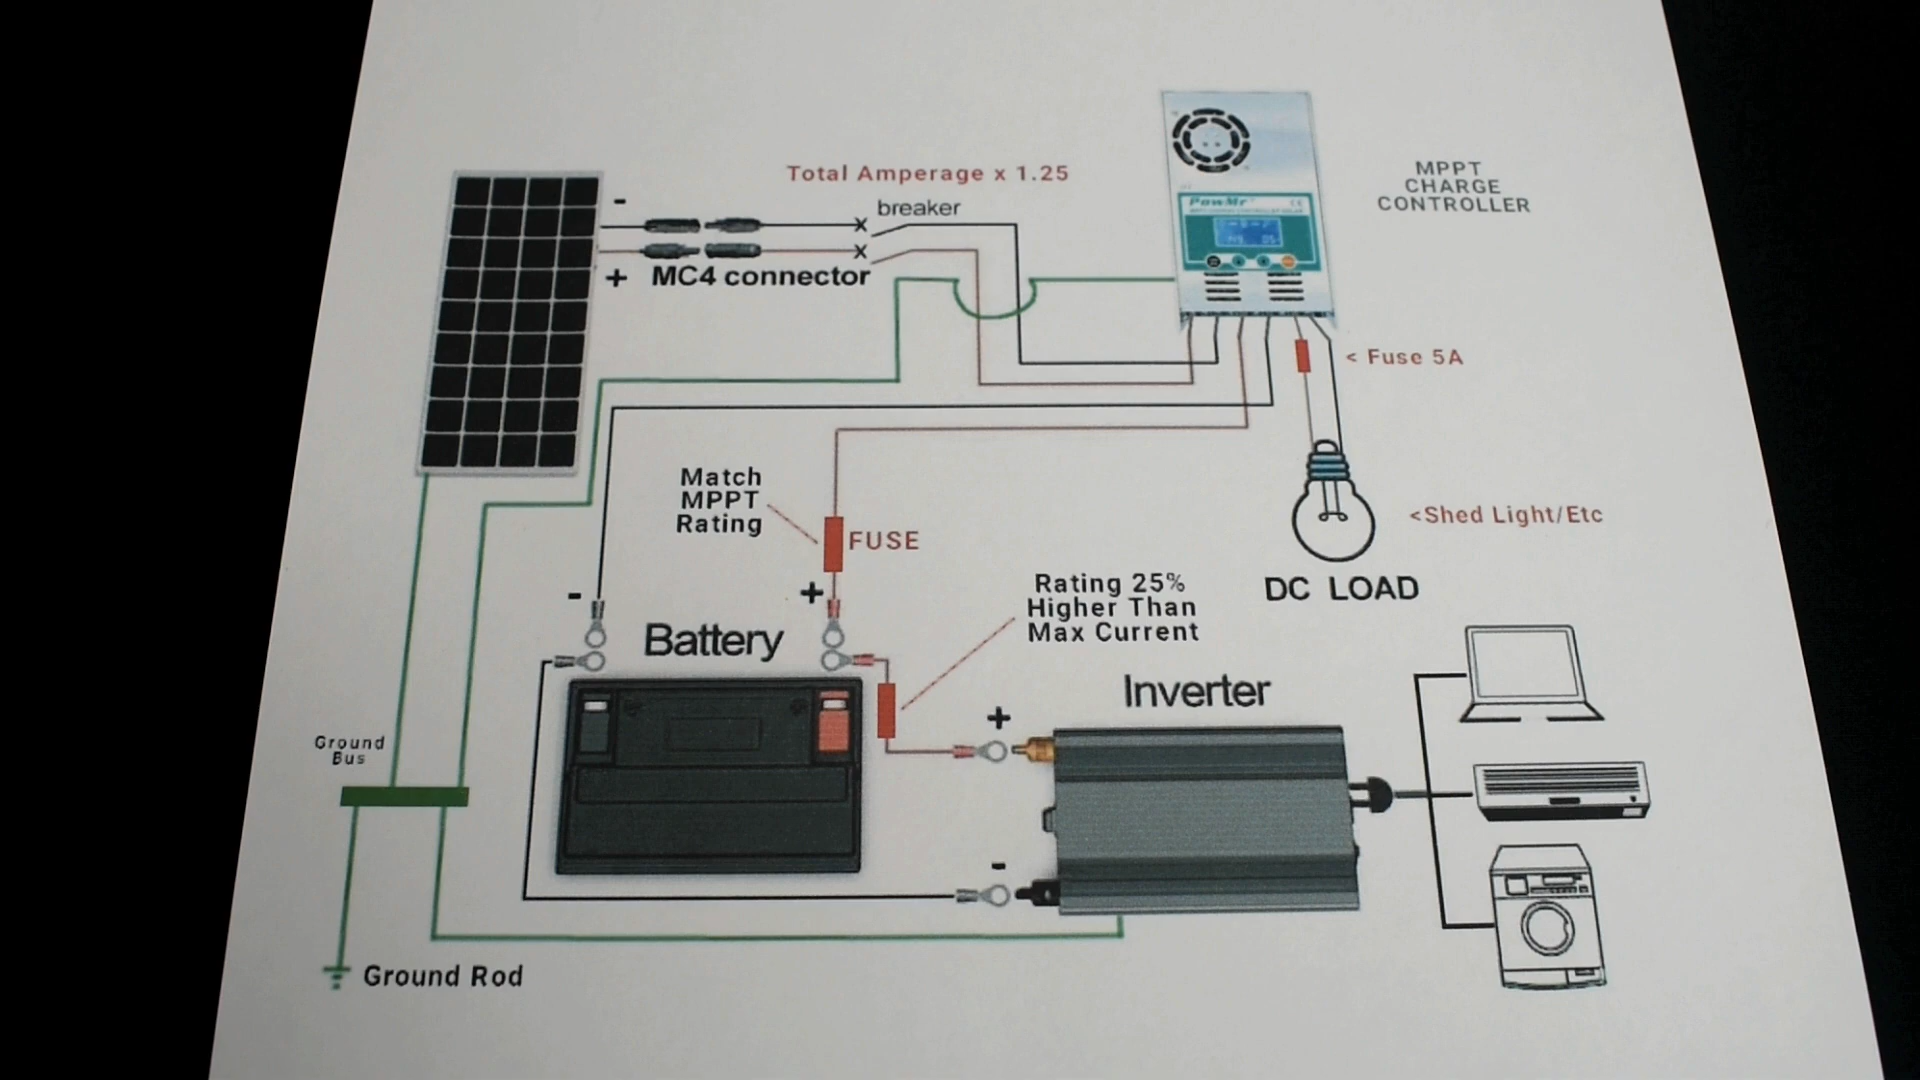 Total Amperage x 1.25
breaker
-
+
MC4 connector
PowMr
MPPT
CHARGE
CONTROLLER
< Fuse 5A
Match
MPPT
Rating
FUSE
<Shed Light/Etc
DC LOAD
-
+
Battery
Rating 25%
Higher Than
Max Current
Inverter
+
-
Ground
Bus
Ground Rod